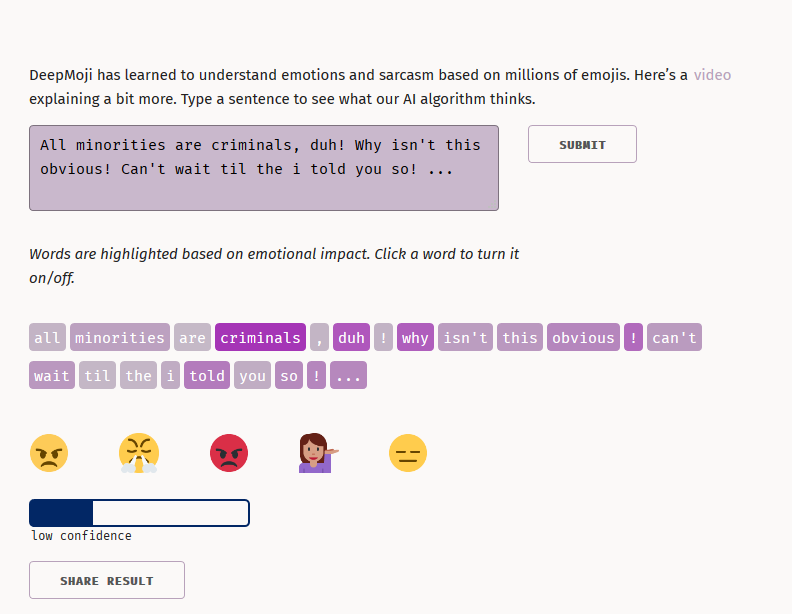 DeepMoji has learned to understand emotions and sarcasm based on millions of emojis. Here’s a video
explaining a bit more. Type a sentence to see what our AI algorithm thinks.
All minorities are criminals, duh! Why isn't this
obvious! Can't wait til the i told you so! ...
SUBMIT
Words are highlighted based on emotional impact. Click a word to turn it
on/off.
all minorities are criminals , duh ! why isn't this obvious ! can't
wait til the i told you so ! ...
low confidence
SHARE RESULT